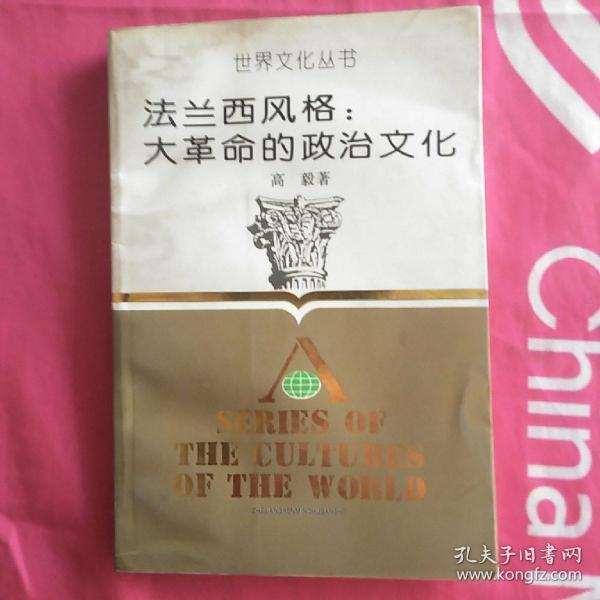 世界文化丛书
法兰西风格：
大革命的政治文化
高 毅著
A
SERIES OF
THE CULTURES
OF THE WORLD
China
孔夫子旧书网
www.kongfz.com